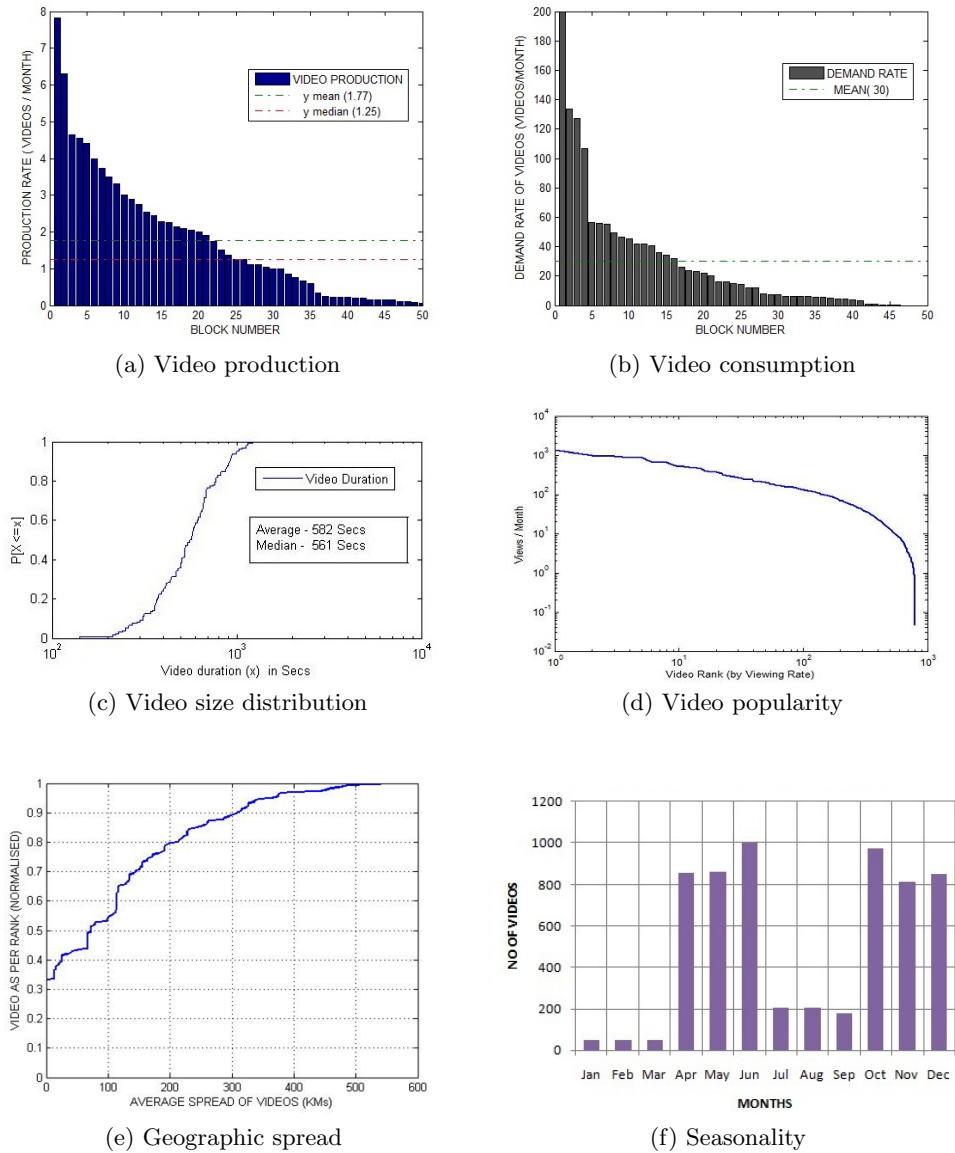 8
7
6
5
4
3
2
1
0
PRODUCTION RATE ( VIDEOS / MONTH)
VIDEO PRODUCTION
y mean (1.77)
y median (1.25)
0 5 10 15 20 25 30 35 40 45 50
BLOCK NUMBER
(a) Video production
200
180
160
140
120
100
80
60
40
20
0
DEMAND RATE OF VIDEOS (VIDEOS/MONTH)
DEMAND RATE
MEAN( 30)
0 5 10 15 20 25 30 35 40 45 50
BLOCK NUMBER
(b) Video consumption
1
0.8
0.6
0.4
0.2
0
P[X <=x]
Video Duration
Average - 582 Secs
Median - 561 Secs
10^2 10^3 10^4
Video duration (x) in Secs
(c) Video size distribution
10^4
10^3
10^2
10^1
10^0
10^-1
10^-2
Views / Month
10^0 10^1 10^2 10^3
Video Rank (by Viewing Rate)
(d) Video popularity
1
0.9
0.8
0.7
0.6
0.5
0.4
0.3
0.2
0.1
0
VIDEO AS PER RANK (NORMALISED)
0 100 200 300 400 500 600
AVERAGE SPREAD OF VIDEOS (KMs)
(e) Geographic spread
1200
1000
800
600
400
200
0
NO OF VIDEOS
Jan Feb Mar Apr May Jun Jul Aug Sep Oct Nov Dec
MONTHS
(f) Seasonality